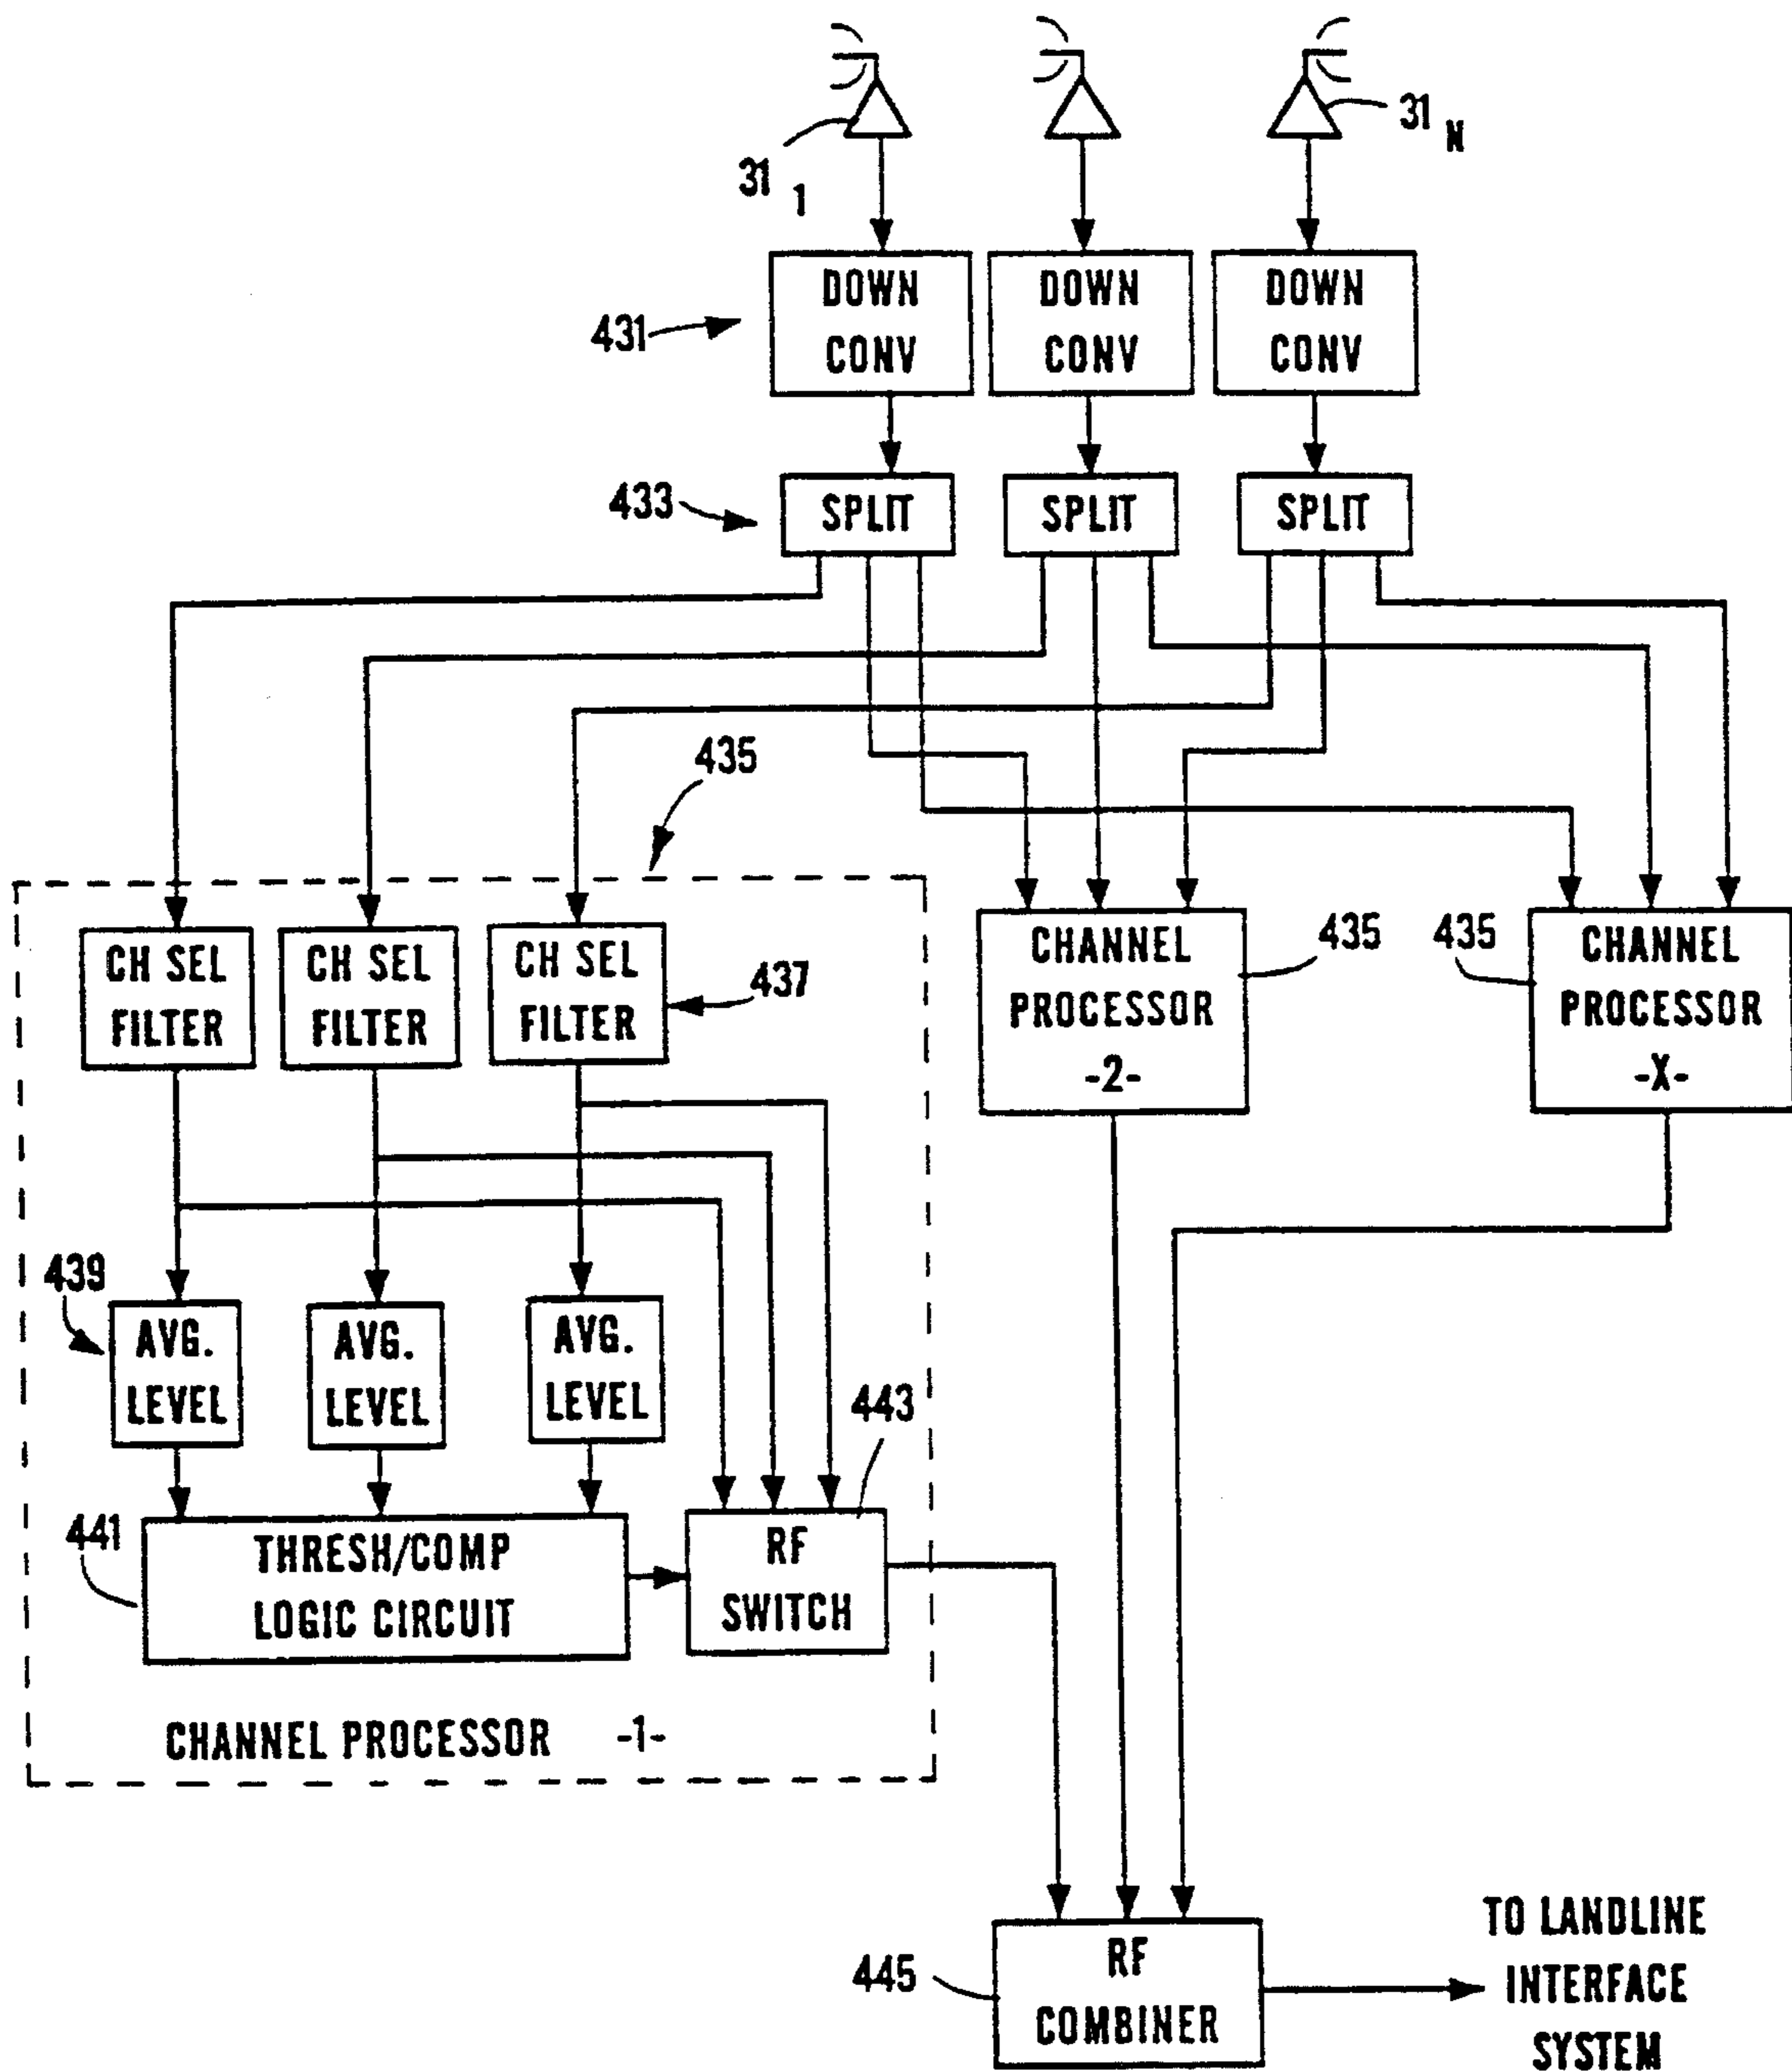 31 1
31 N
431
DOWN CONV
DOWN CONV
DOWN CONV
433
SPLIT
SPLIT
SPLIT
435
CH SEL FILTER
CH SEL FILTER
CH SEL FILTER
437
CHANNEL PROCESSOR -2-
435
435
CHANNEL PROCESSOR -X-
439
AVG. LEVEL
AVG. LEVEL
AVG. LEVEL
443
441
THRESH/COMP LOGIC CIRCUIT
RF SWITCH
CHANNEL PROCESSOR -1-
445
RF COMBINER
TO LANDLINE INTERFACE SYSTEM